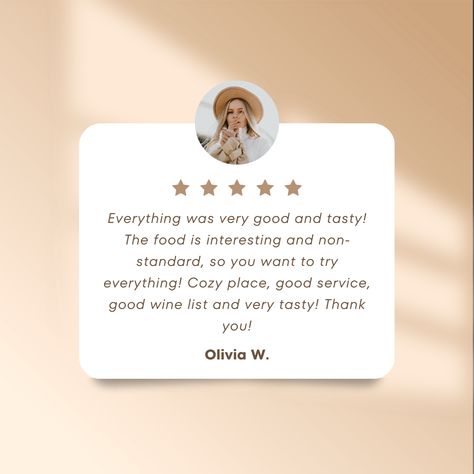 Everything was very good and tasty!
The food is interesting and non-
standard, so you want to try
everything! Cozy place, good service,
good wine list and very tasty! Thank
you!
Olivia W.